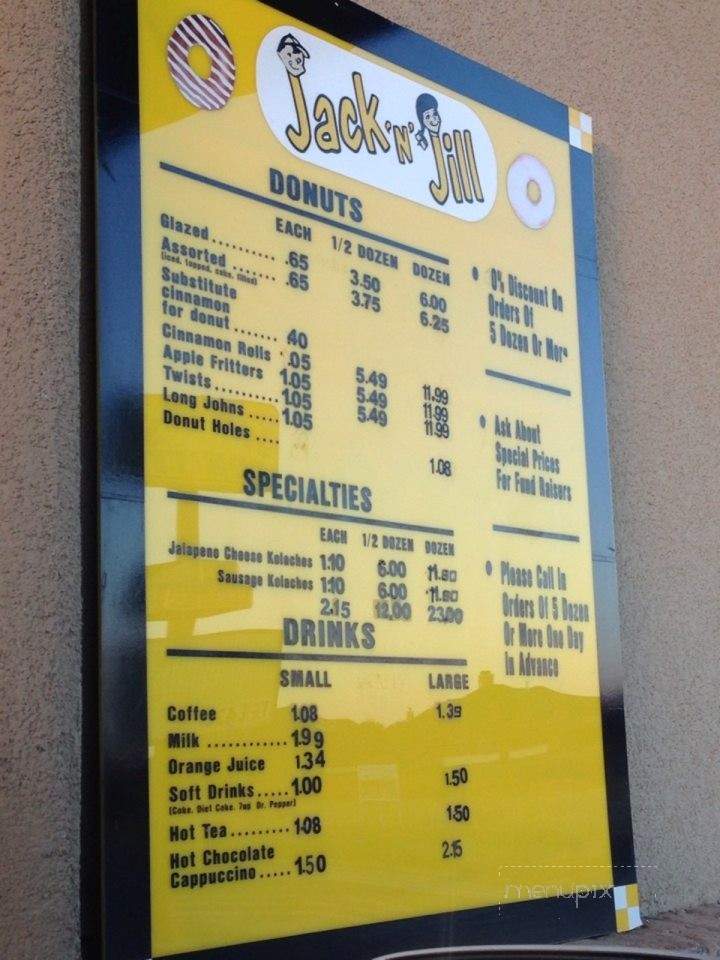 Jack 'n' Jill
DONUTS
EACH 1/2 DOZEN DOZEN
Glazed.......... .65 3.50 6.00
Assorted ....... .65 3.75 6.25
(iced, topped, cake, filled)
Substitute
cinnamon
for donut ....... .40
Cinnamon Rolls .05
Apple Fritters 1.05 5.49 11.99
Twists.......... 1.05 5.49 11.99
Long Johns ..... 1.05 5.49 11.99
Donut Holes .... 1.08
0% Discount On
Orders Of
5 Dozen Or More
Ask About
Special Prices
For Fund Raisers
Please Call In
Orders Of 5 Dozen
Or More One Day
In Advance
SPECIALTIES
EACH 1/2 DOZEN DOZEN
Jalapeno Cheese Kolaches 1.10 6.00
Sausage Kolaches 1.10 6.00
2.15 12.00 23.00
DRINKS
SMALL LARGE
Coffee 1.08 1.39
Milk ............ 1.99
Orange Juice 1.34
Soft Drinks..... 1.00 1.50
(Coke, Diet Coke, 7up Dr. Pepper)
Hot Tea......... 1.08 1.50
Hot Chocolate 2.15
Cappuccino ..... 1.50
menupix